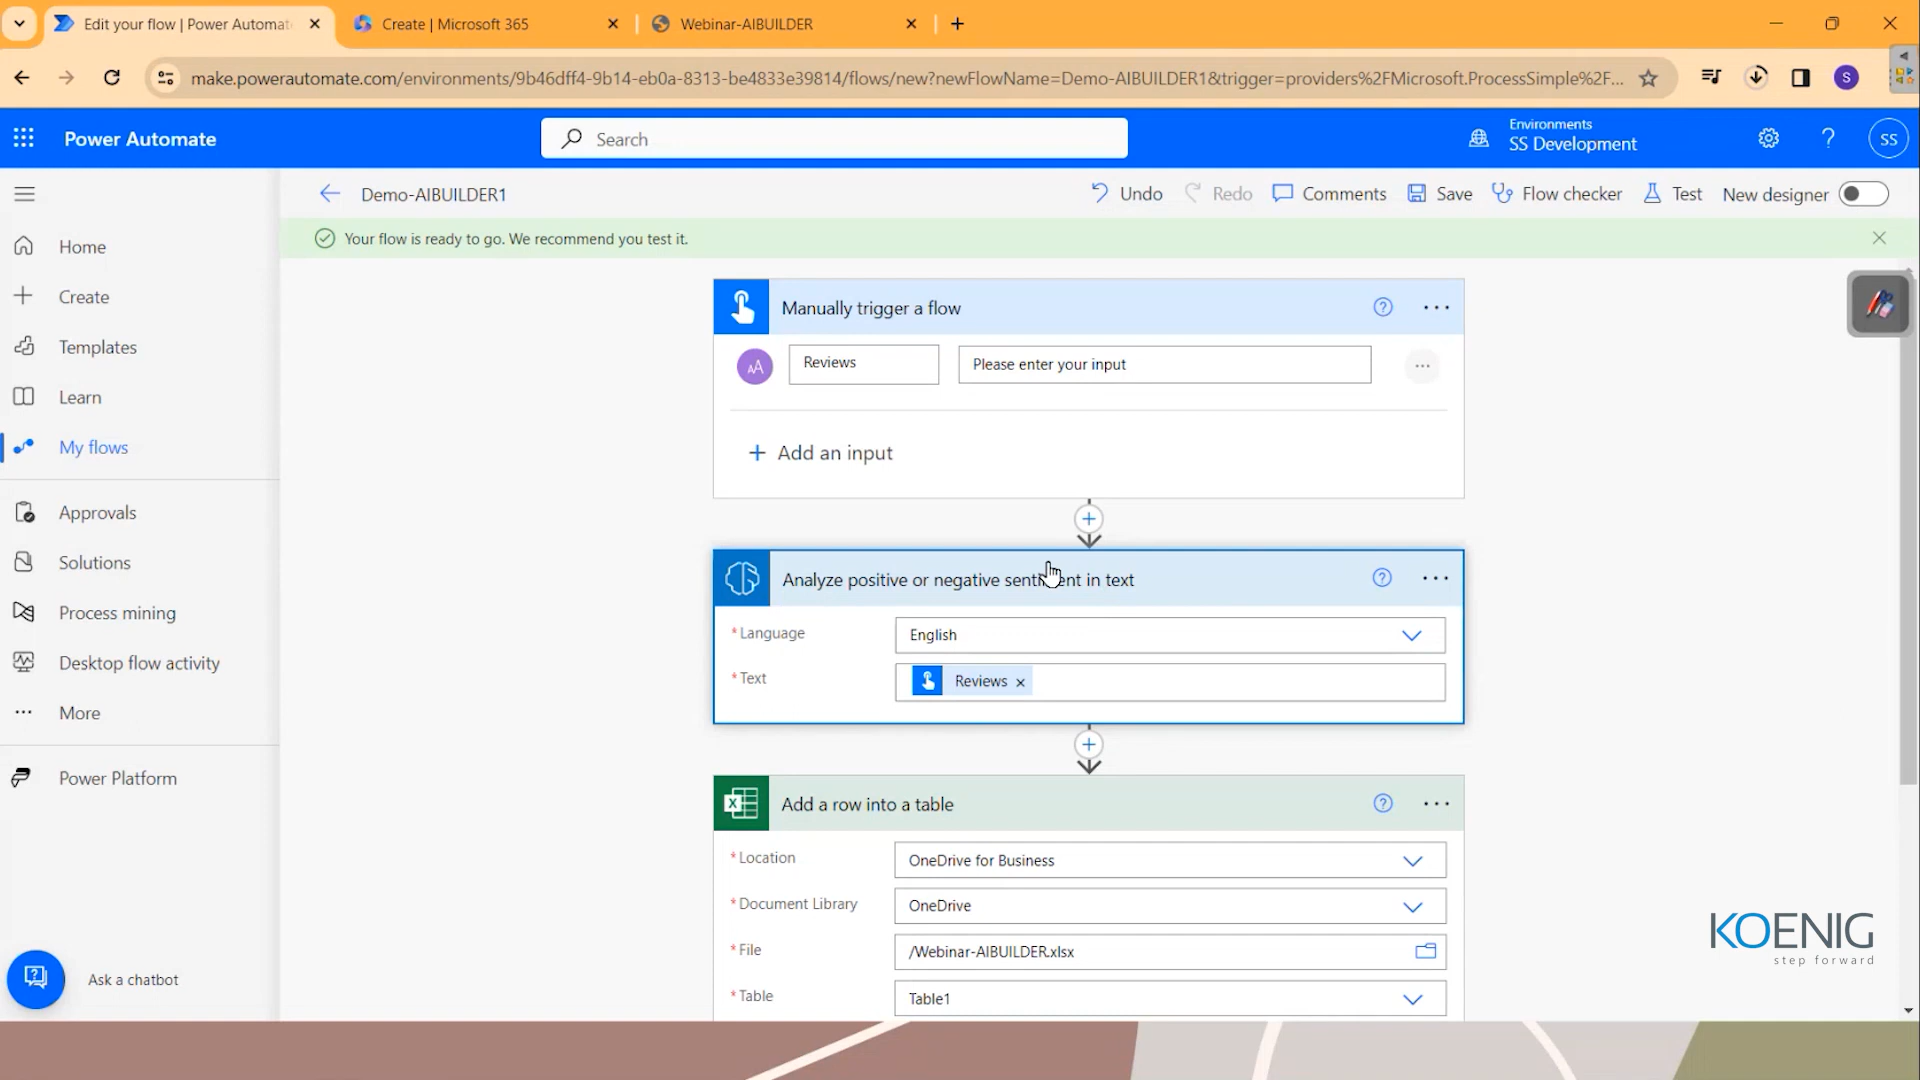 Edit your flow | Power Automat
Create | Microsoft 365
Webinar-AIBUILDER
make.powerautomate.com/environments/9b46dff4-9b14-eb0a-8313-be4833e39814/flows/new?newFlowName=Demo-AIBUILDER1&trigger=providers%2FMicrosoft.ProcessSimple%2F...
S
Power Automate
Search
Environments
SS Development
?
SS
Demo-AIBUILDER1
Undo
Redo
Comments
Save
Flow checker
Test
New designer
Your flow is ready to go. We recommend you test it.
Home
Create
Templates
Learn
My flows
Approvals
Solutions
Process mining
Desktop flow activity
More
Power Platform
Ask a chatbot
Manually trigger a flow
AA
Reviews
Please enter your input
Add an input
Analyze positive or negative sentiment in text
*Language
English
*Text
Reviews
Add a row into a table
*Location
OneDrive for Business
*Document Library
OneDrive
*File
/Webinar-AIBUILDER.xlsx
*Table
Table1
KOENIG
step forward